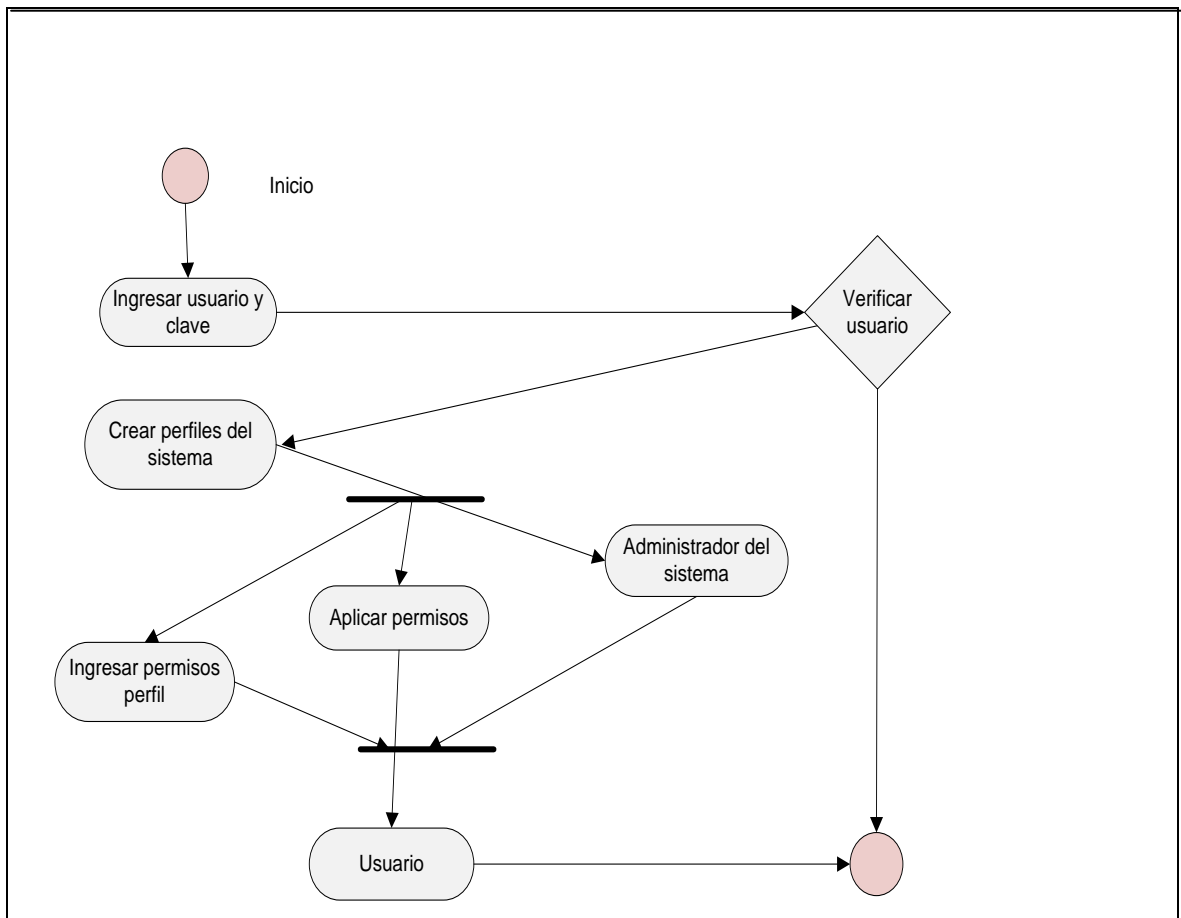 Inicio
Ingresar usuario y
clave
Verificar
usuario
Crear perfiles del
sistema
Administrador del
sistema
Aplicar permisos
Ingresar permisos
perfil
Usuario